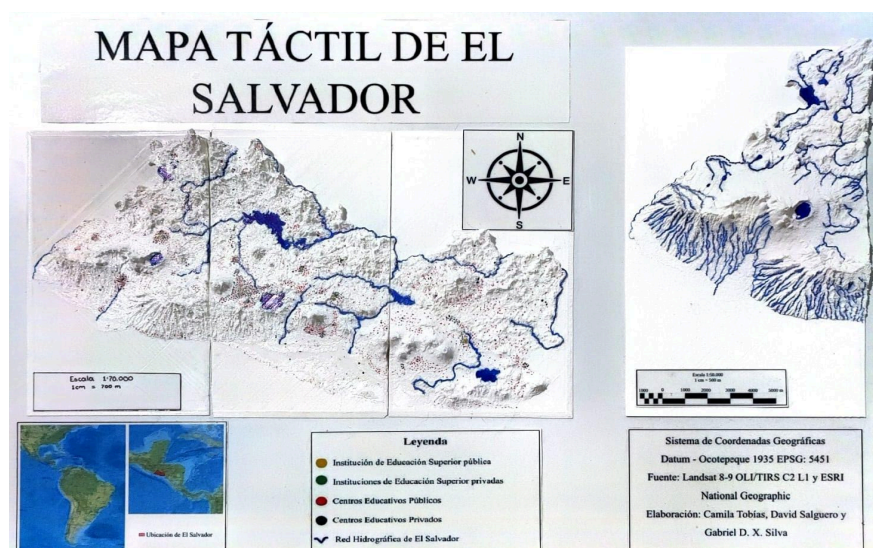 MAPA TÁCTIL DE EL
SALVADOR
N
W
E
S
Escala 1:70.000
1cm = 700 m
Ubicación de El Salvador
Leyenda
Institución de Educación Superior pública
Instituciones de Educación Superior privadas
Centros Educativos Públicos
Centros Educativos Privados
Red Hidrográfica de El Salvador
Escala 1:50.000
1 cm = 500 m
1000 0 1000 2000 3000 4000 5000 m
Sistema de Coordenadas Geográficas
Datum - Ocotepeque 1935 EPSG: 5451
Fuente: Landsat 8-9 OLI/TIRS C2 L1 y ESRI
National Geographic
Elaboración: Camila Tobías, David Salguero y
Gabriel D. X. Silva